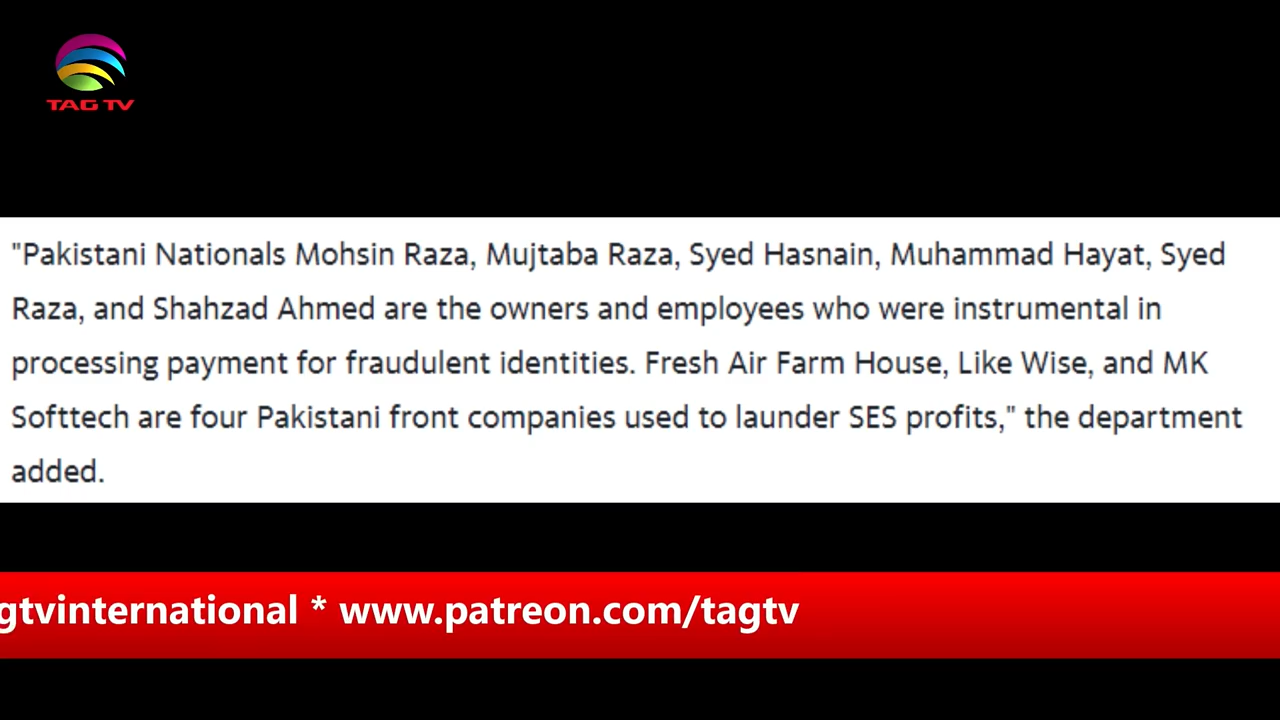 TAG TV
"Pakistani Nationals Mohsin Raza, Mujtaba Raza, Syed Hasnain, Muhammad Hayat, Syed
Raza, and Shahzad Ahmed are the owners and employees who were instrumental in
processing payment for fraudulent identities. Fresh Air Farm House, Like Wise, and MK
Softtech are four Pakistani front companies used to launder SES profits," the department
added.
gtvinternational * www.patreon.com/tagtv